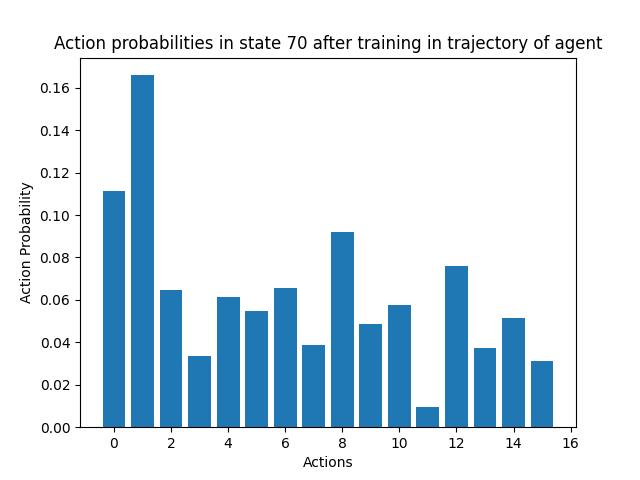 Action probabilities in state 70 after training in trajectory of agent
Action Probability
0.16
0.14
0.12
0.10
0.08
0.06
0.04
0.02
0.00
0 2 4 6 8 10 12 14 16
Actions